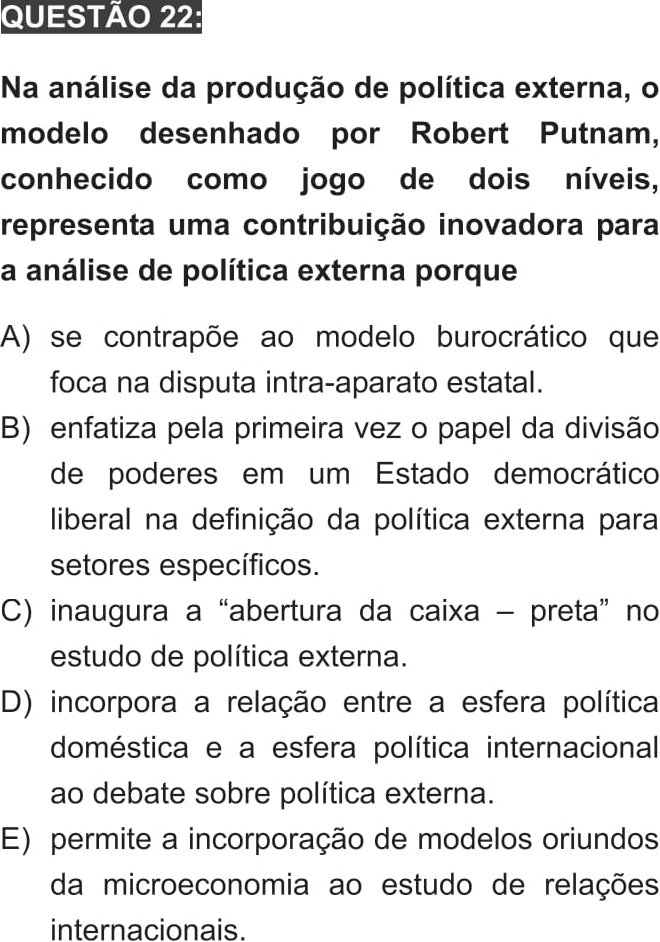 QUESTÃO 22:
Na análise da produção de política externa, o
modelo desenhado por Robert Putnam,
conhecido como jogo de dois níveis,
representa uma contribuição inovadora para
a análise de política externa porque
A) se contrapõe ao modelo burocrático que
foca na disputa intra-aparato estatal.
B) enfatiza pela primeira vez o papel da divisão
de poderes em um Estado democrático
liberal na definição da política externa para
setores específicos.
C) inaugura a “abertura da caixa – preta” no
estudo de política externa.
D) incorpora a relação entre a esfera política
doméstica e a esfera política internacional
ao debate sobre política externa.
E) permite a incorporação de modelos oriundos
da microeconomia ao estudo de relações
internacionais.